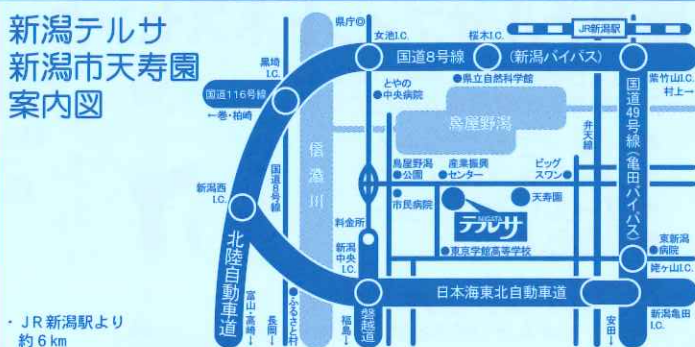 新潟テルサ
新潟市天寿園
案内図
・JR新潟駅より
約6km
県庁◎
女池I.C.
桜木I.C.
JR新潟駅
黒埼
I.C.
国道8号線 (新潟バイパス)
紫竹山I.C.
村上→
国道116号線
←巻・柏崎
とやの
中央病院
県立自然科学館
鳥屋野潟
弁天線
国道49号線(亀田バイパス)
信濃川
国道8号線
鳥屋野潟
公園
産業振興
センター
ビッグ
スワン
新潟西
I.C.
市民病院
天寿園
NIIGATA
テルサ
料金所
新潟
中央
I.C.
東京学館高等学校
東新潟
病院
姥ヶ山I.C.
北陸自動車道
日本海東北自動車道
富山・高崎↓
長岡↓
ふるさと村
福島↓
磐越道
安田↓
新潟亀田
I.C.